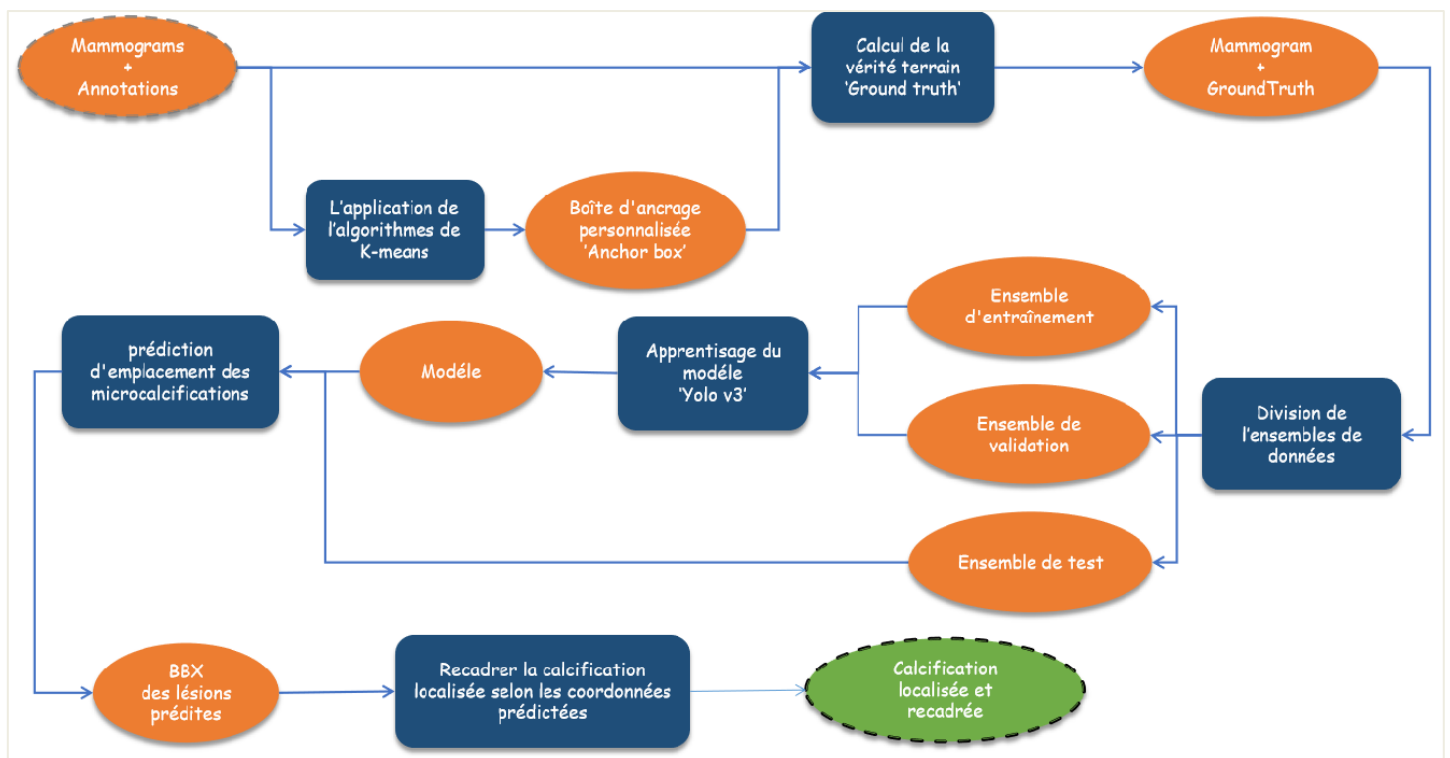 Mammograms
+
Annotations
Calcul de la
vérité terrain
'Ground truth'
Mammogram
+
GroundTruth
L'application de
l'algorithmes de
K-means
Boîte d'ancrage
personnalisée
'Anchor box'
Ensemble
d'entraînement
prédiction
d'emplacement des
microcalcifications
Modéle
Apprentisage du
modéle
'Yolo v3'
Ensemble de
validation
Division de
l'ensembles de
données
Ensemble de test
BBX
des lésions
prédites
Recadrer la calcification
localisée selon les coordonnées
prédictées
Calcification
localisée et
recadrée